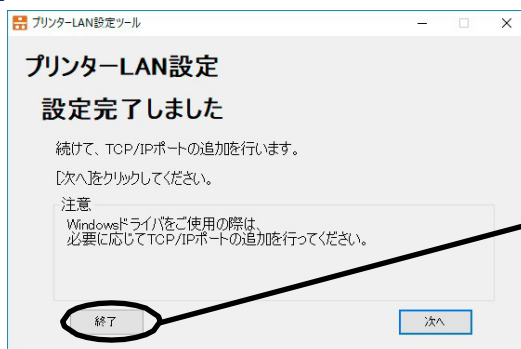 プリンターLAN設定ツール
プリンターLAN設定
設定完了しました
続けて、TCP/IPポートの追加を行います。
[次へ]をクリックしてください。
注意
Windowsドライバをご使用の際は、
必要に応じてTCP/IPポートの追加を行ってください。
終了
次へ